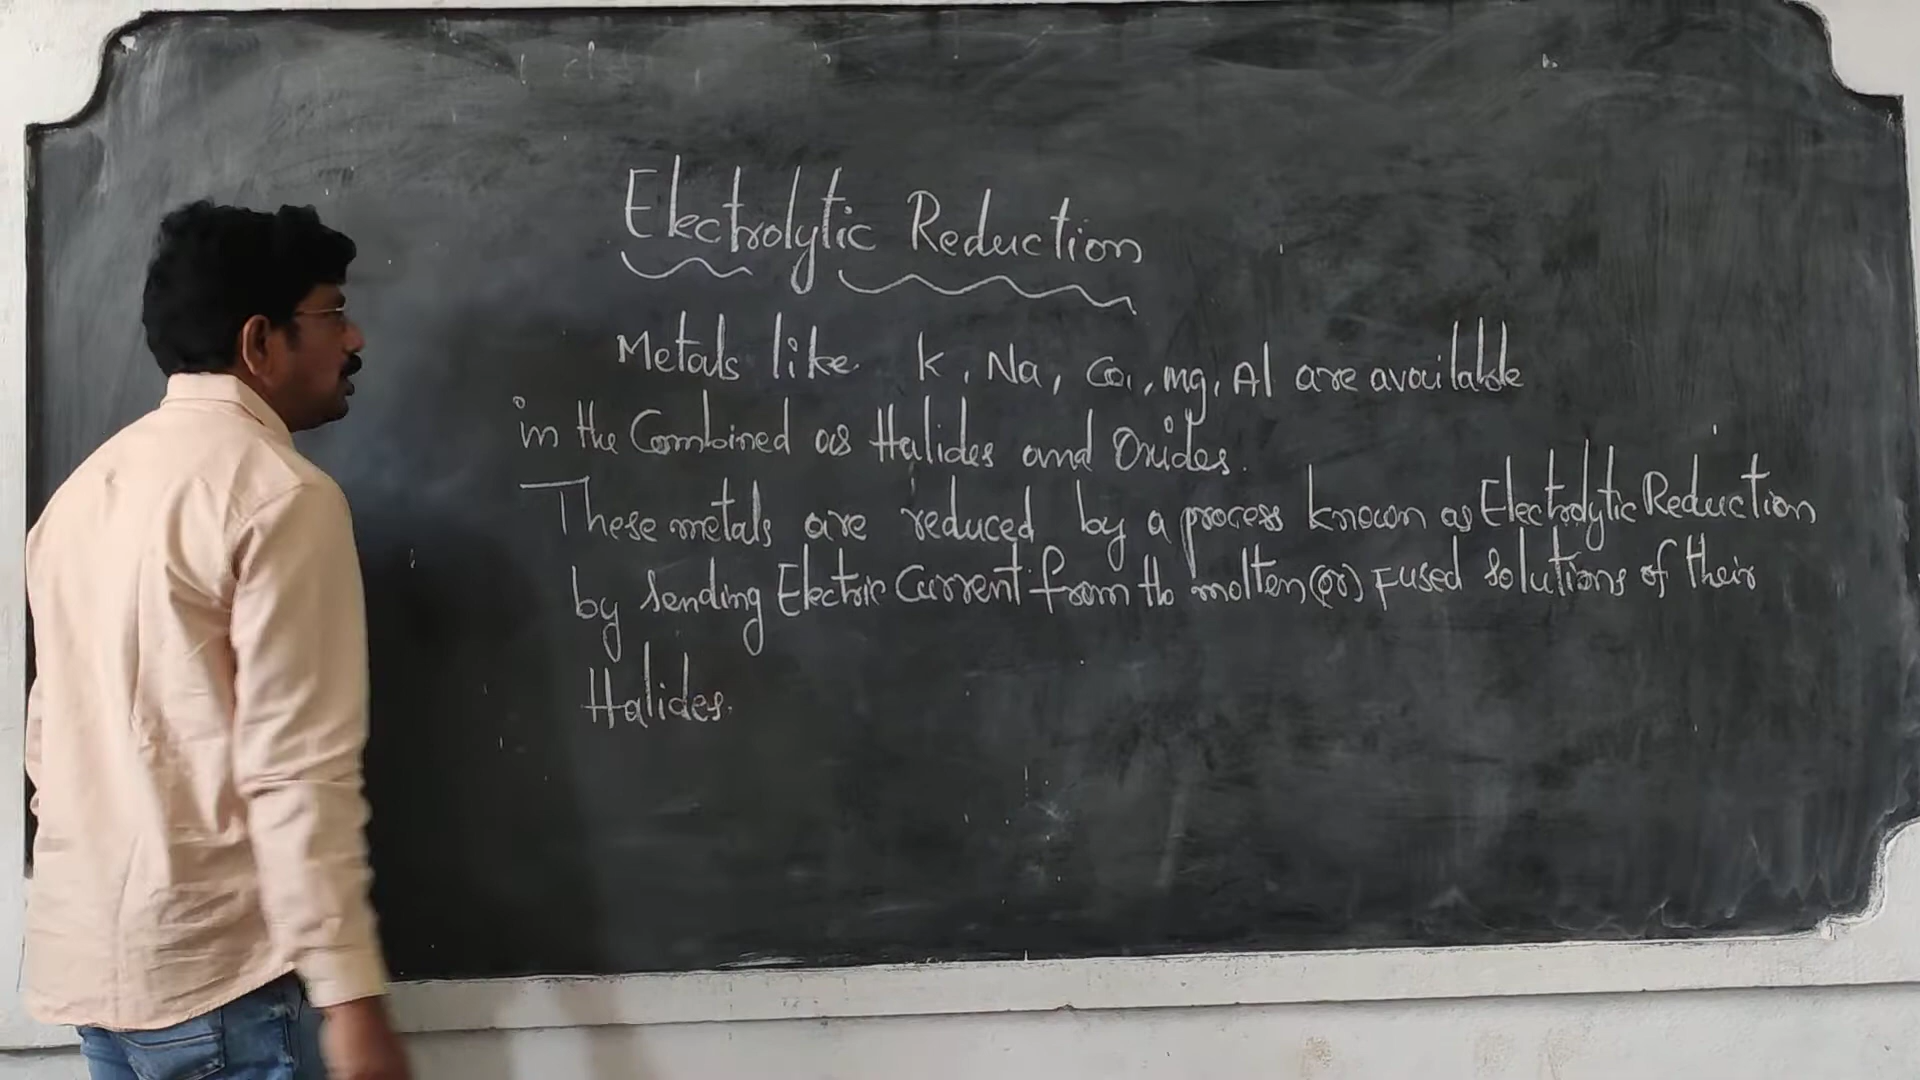 Electrolytic Reduction
Metals like K, Na, Ca, mg, Al are available
in the Combined as Halides and Oxides.
These metals are reduced by a process known as Electrolytic Reduction
by sending Electric Current from th molten (or) Fused solutions of their
Halides.